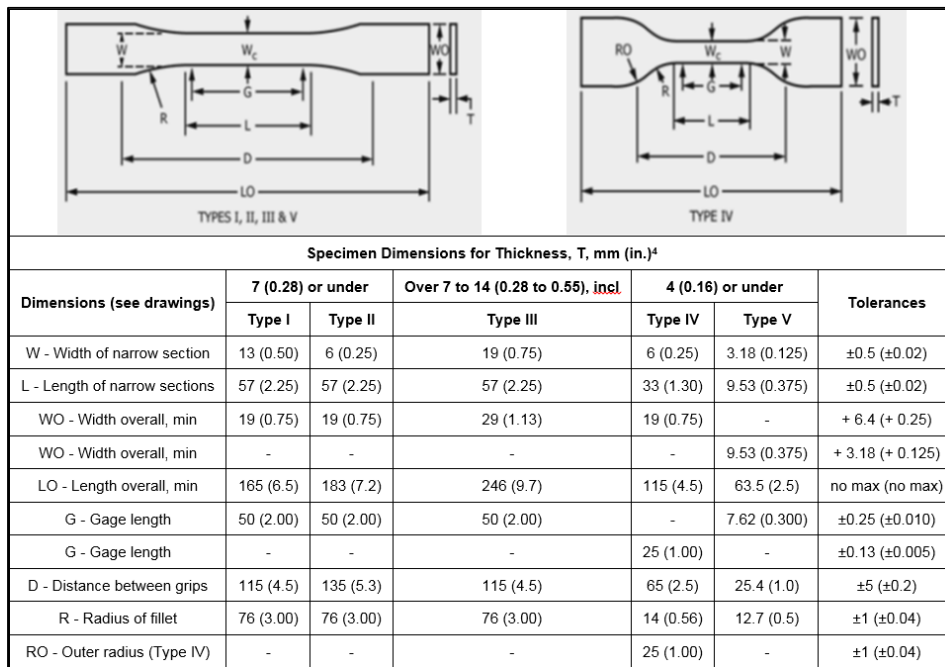 W
W_c
WO
G
R
L
T
D
LO
TYPES I, II, III & V
RO
W_c
W
WO
G
R
L
T
D
LO
TYPE IV
Specimen Dimensions for Thickness, T, mm (in.)⁴
Dimensions (see drawings) 7 (0.28) or under Over 7 to 14 (0.28 to 0.55), incl 4 (0.16) or under Tolerances
Type I Type II Type III Type IV Type V
W - Width of narrow section 13 (0.50) 6 (0.25) 19 (0.75) 6 (0.25) 3.18 (0.125) ±0.5 (±0.02)
L - Length of narrow sections 57 (2.25) 57 (2.25) 57 (2.25) 33 (1.30) 9.53 (0.375) ±0.5 (±0.02)
WO - Width overall, min 19 (0.75) 19 (0.75) 29 (1.13) 19 (0.75) - + 6.4 (+ 0.25)
WO - Width overall, min - - - - 9.53 (0.375) + 3.18 (+ 0.125)
LO - Length overall, min 165 (6.5) 183 (7.2) 246 (9.7) 115 (4.5) 63.5 (2.5) no max (no max)
G - Gage length 50 (2.00) 50 (2.00) 50 (2.00) - 7.62 (0.300) ±0.25 (±0.010)
G - Gage length - - - 25 (1.00) - ±0.13 (±0.005)
D - Distance between grips 115 (4.5) 135 (5.3) 115 (4.5) 65 (2.5) 25.4 (1.0) ±5 (±0.2)
R - Radius of fillet 76 (3.00) 76 (3.00) 76 (3.00) 14 (0.56) 12.7 (0.5) ±1 (±0.04)
RO - Outer radius (Type IV) - - - 25 (1.00) - ±1 (±0.04)